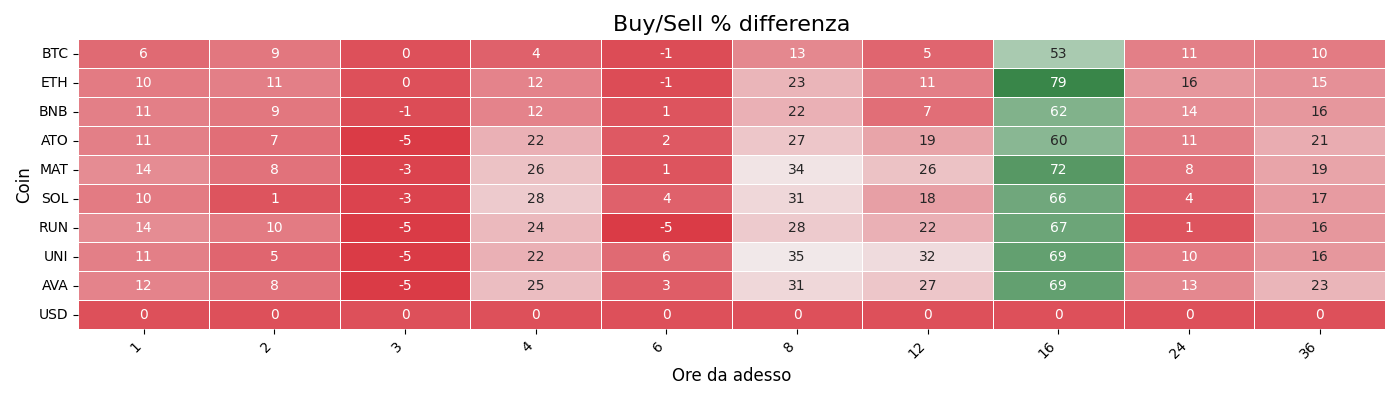 Buy/Sell % differenza
Coin
BTC 6 9 0 4 -1 13 5 53 11 10
ETH 10 11 0 12 -1 23 11 79 16 15
BNB 11 9 -1 12 1 22 7 62 14 16
ATO 11 7 -5 22 2 27 19 60 11 21
MAT 14 8 -3 26 1 34 26 72 8 19
SOL 10 1 -3 28 4 31 18 66 4 17
RUN 14 10 -5 24 -5 28 22 67 1 16
UNI 11 5 -5 22 6 35 32 69 10 16
AVA 12 8 -5 25 3 31 27 69 13 23
USD 0 0 0 0 0 0 0 0 0 0
1 2 3 4 6 8 12 16 24 36
Ore da adesso